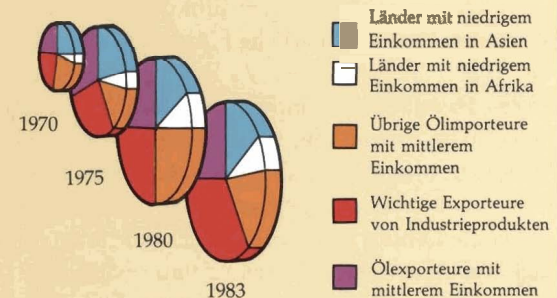 Länder mit niedrigem
Einkommen in Asien
Länder mit niedrigem
Einkommen in Afrika
Übrige Ölimporteure
mit mittlerem
Einkommen
Wichtige Exporteure
von Industrieprodukten
Ölexporteure mit
mittlerem Einkommen
1970
1975
1980
1983